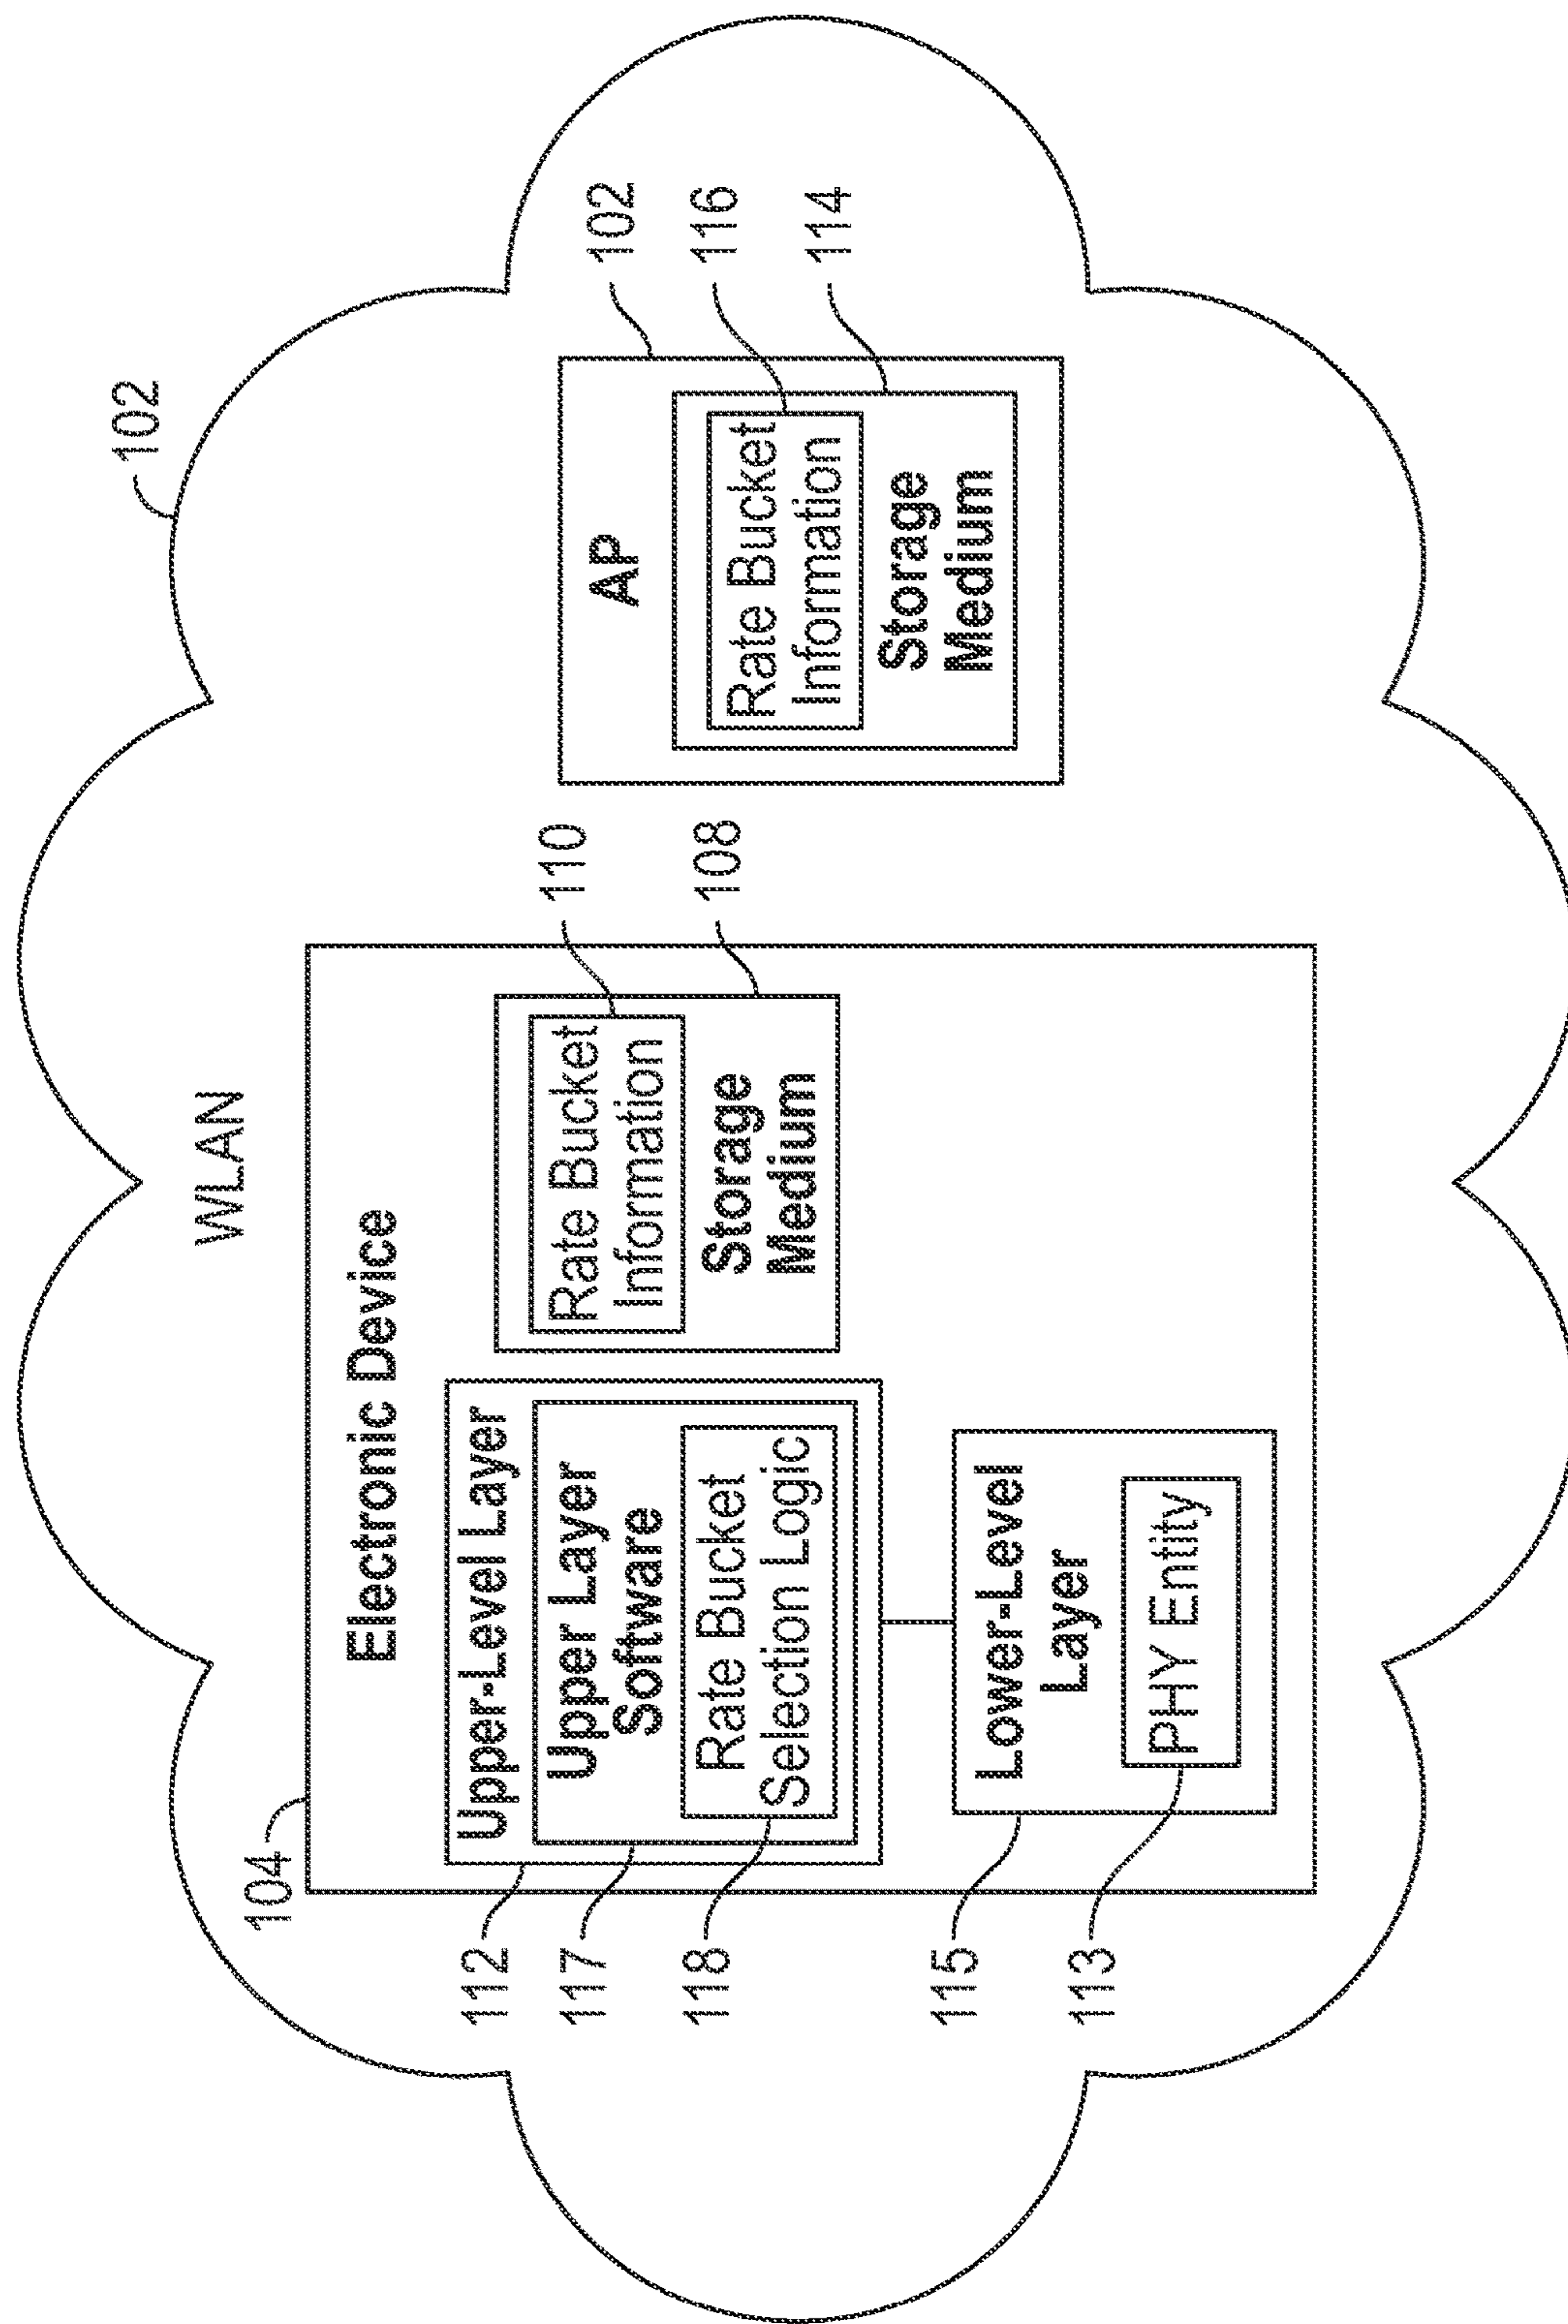 102
WLAN
104
Electronic Device
112
Upper-Level Layer
117
Upper Layer
Software
118
Rate Bucket
Selection Logic
110
Rate Bucket
Information
108
Storage
Medium
115
Lower-Level
Layer
113
PHY Entity
102
AP
116
Rate Bucket
Information
114
Storage
Medium